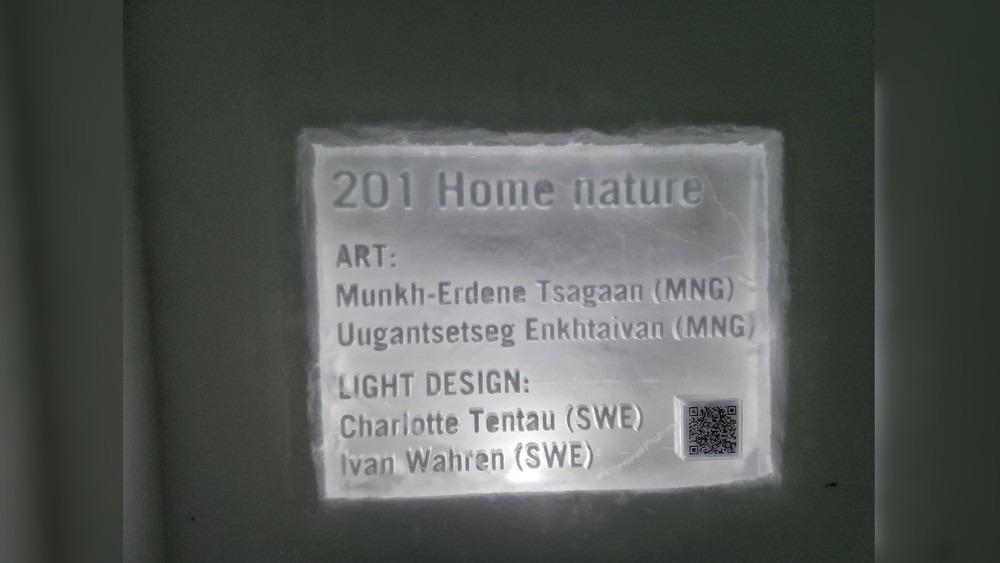 201 Home nature
ART:
Munkh-Erdene Tsagaan (MNG)
Uugantsetseg Enkhtaivan (MNG)
LIGHT DESIGN:
Charlotte Tentau (SWE)
Ivan Wahren (SWE)